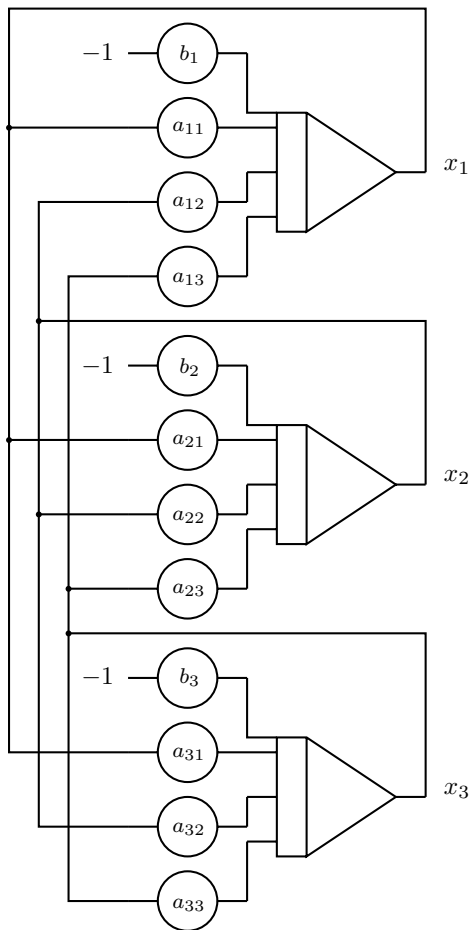 −1 b₁
a₁₁
x₁
a₁₂
a₁₃
−1 b₂
a₂₁
x₂
a₂₂
a₂₃
−1 b₃
a₃₁
x₃
a₃₂
a₃₃